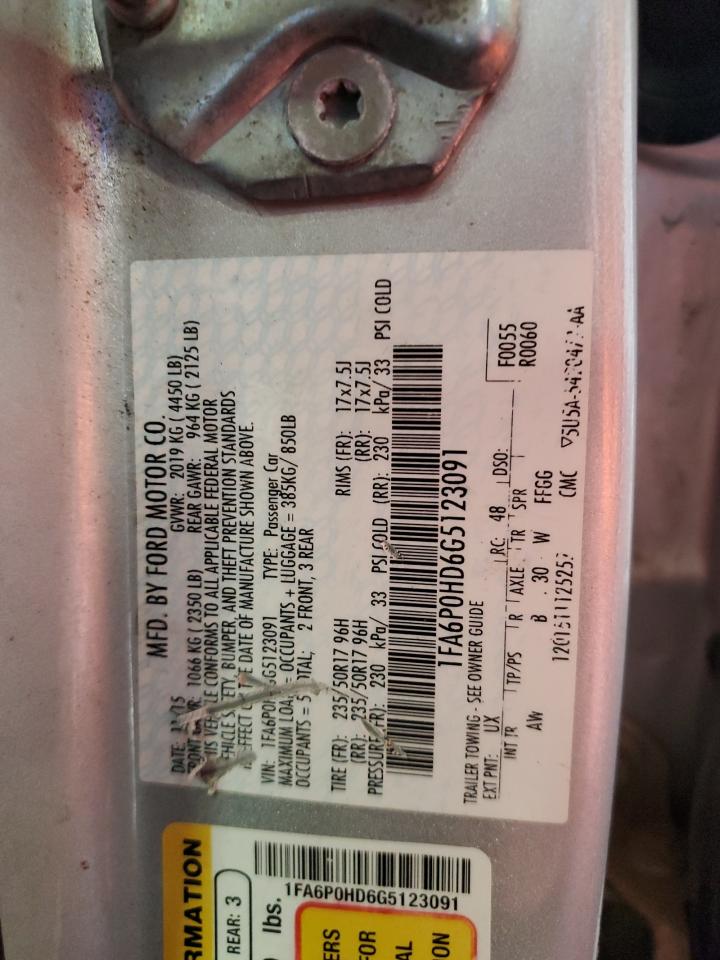 MFD. BY FORD MOTOR CO.
DATE: GVWR: 2019 KG ( 4450 LB)
1066 KG ( 2350 LB) REAR GAWR: 964 KG ( 2125 LB)
VEHICLE CONFORMS TO ALL APPLICABLE FEDERAL MOTOR
BUMPER, AND THEFT PREVENTION STANDARDS
DATE OF MANUFACTURE SHOWN ABOVE.
VIN: 1FA6P0HD6G5123091 TYPE: Passenger Car
MAXIMUM LOAD = OCCUPANTS + LUGGAGE = 385KG/ 850LB
OCCUPANTS = 5 TOTAL; 2 FRONT, 3 REAR
TIRE (FR): 235/50R17 96H RIMS (FR): 17x7.5J
(RR): 235/50R17 96H (RR): 17x7.5J
PRESSURE (FR): 230 kPa/ 33 PSI COLD (RR): 230 kPa/ 33 PSI COLD
1FA6P0HD6G5123091
TRAILER TOWING - SEE OWNER GUIDE
EXT PNT: UX RC: 48 DSO: F0055
R0060
INT TR TP/PS R AXLE TR SPR
AW B 30 W FFGG
CMC
1FA6P0HD6G5123091
RMATION
REAR: 3
lbs.